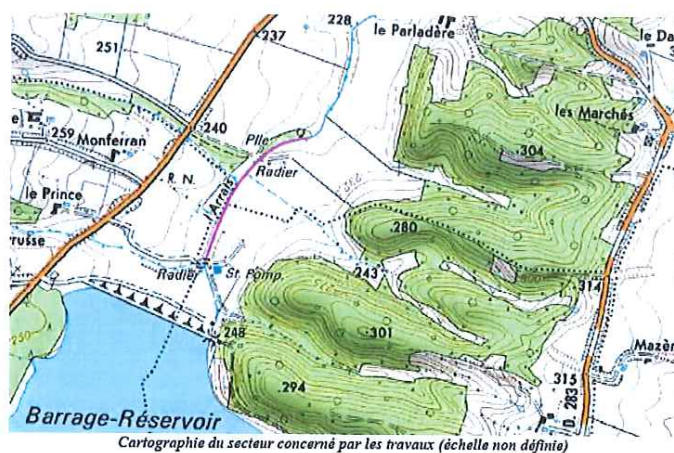 228
le Parladère
le Da
251
237
les Marchés
259
Monferran
240
Plle
Radier
304
R. N.
l'Arrats
le Prince
280
russe
Radier
St. Pomp.
243
314
248
301
Mazèr
294
315
D. 283
Barrage-Réservoir
Cartographie du secteur concerné par les travaux (échelle non définie)